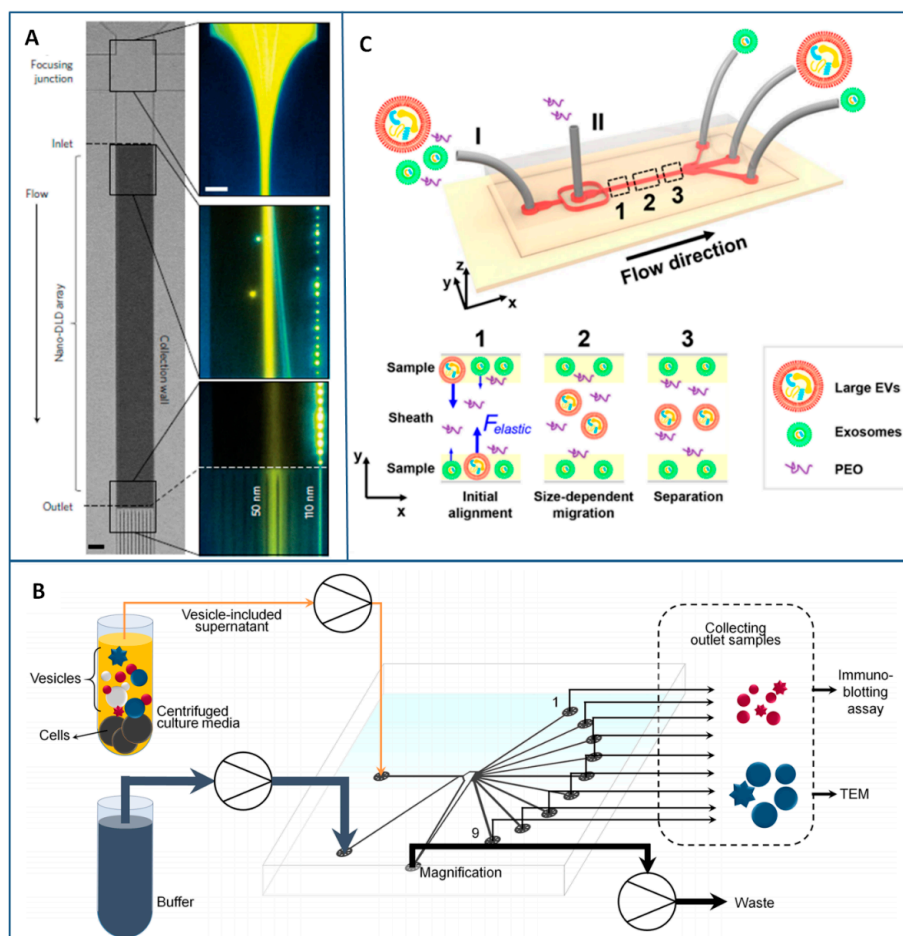 A
Focusing
junction
Inlet
Flow
Nano-DLD array
Collection wall
Outlet
50 nm
110 nm
C
I
II
1
2
3
Flow direction
z
y
x
1
2
3
Sample
Sheath
Sample
F elastic
y
x
Initial
alignment
Size-dependent
migration
Separation
Large EVs
Exosomes
PEO
B
Vesicle-included
supernatant
Vesicles
Centrifuged
culture media
Cells
Buffer
1
9
Magnification
Collecting
outlet samples
Immuno-
blotting
assay
TEM
Waste